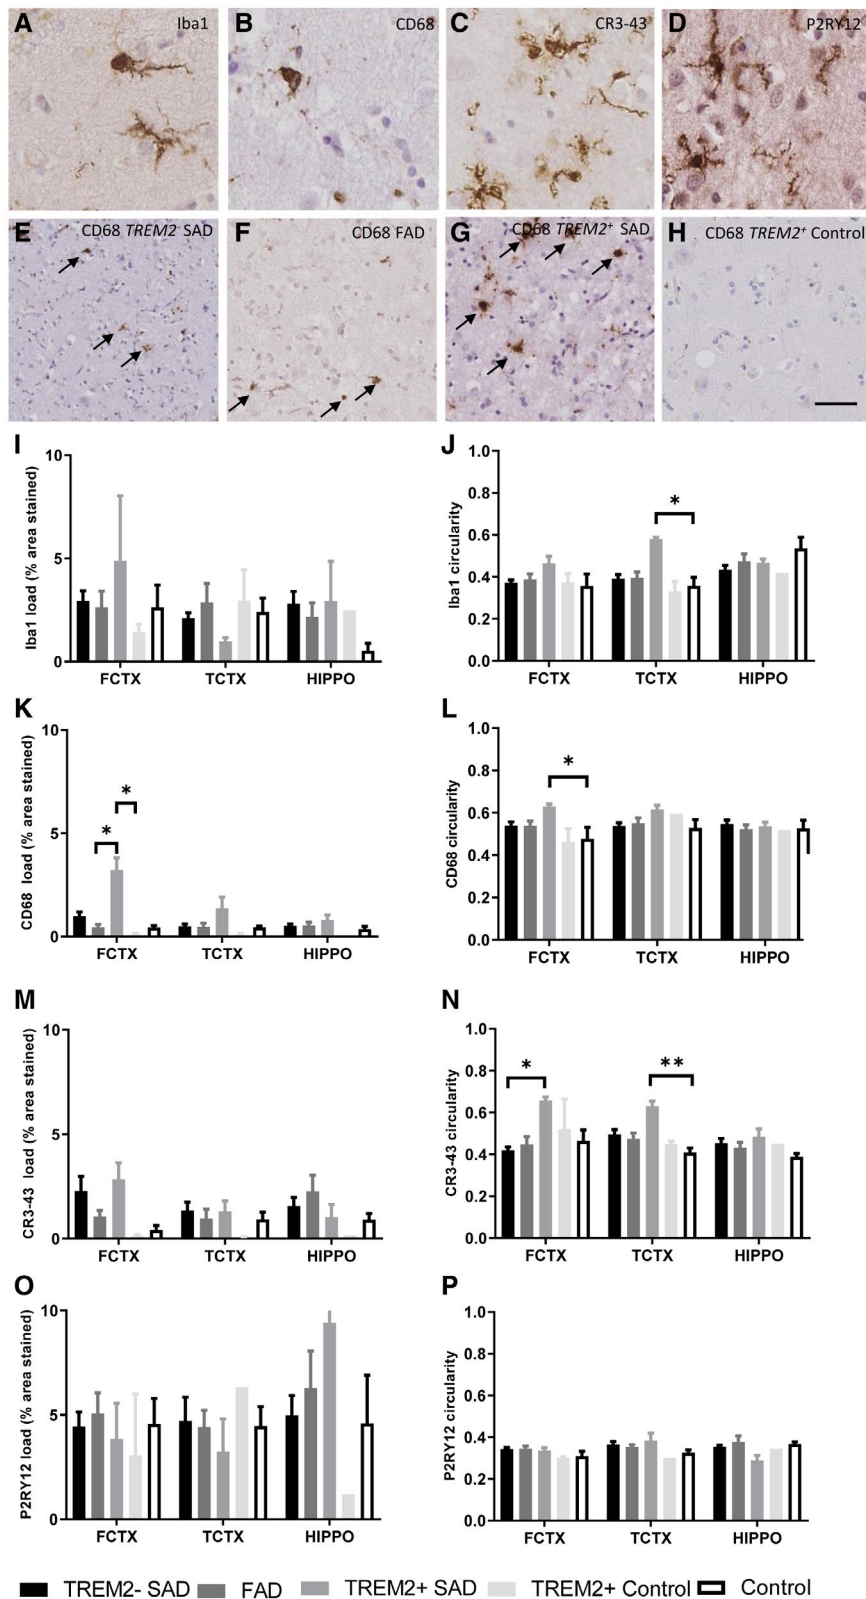 A Iba1 B CD68 C CR3-43 D P2RY12
E CD68 TREM2- SAD F CD68 FAD G CD68 TREM2+ SAD H CD68 TREM2+ Control
I J
10 5 0
Iba1 load (% area stained)
FCTX TCTX HIPPO
1.0 0.8 0.6 0.4 0.2 0.0
Iba1 circularity
*
FCTX TCTX HIPPO
K L
10 5 0
CD68 load (% area stained)
* *
FCTX TCTX HIPPO
1.0 0.8 0.6 0.4 0.2 0.0
CD68 circularity
*
FCTX TCTX HIPPO
M N
10 5 0
CR3-43 load (% area stained)
FCTX TCTX HIPPO
1.0 0.8 0.6 0.4 0.2 0.0
CR3-43 circularity
* **
FCTX TCTX HIPPO
O P
10 5 0
P2RY12 load (% area stained)
FCTX TCTX HIPPO
1.0 0.8 0.6 0.4 0.2 0.0
P2RY12 circularity
FCTX TCTX HIPPO
TREM2- SAD FAD TREM2+ SAD TREM2+ Control Control